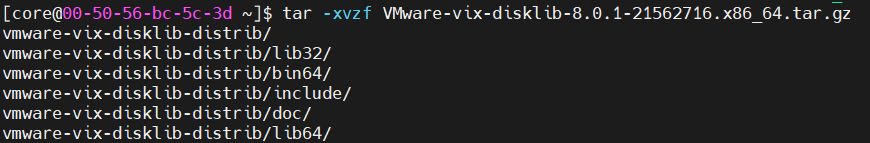 [core@00-50-56-bc-5c-3d ~]$ tar -xvzf VMware-vix-disklib-8.0.1-21562716.x86_64.tar.gz
vmware-vix-disklib-distrib/
vmware-vix-disklib-distrib/lib32/
vmware-vix-disklib-distrib/bin64/
vmware-vix-disklib-distrib/include/
vmware-vix-disklib-distrib/doc/
vmware-vix-disklib-distrib/lib64/